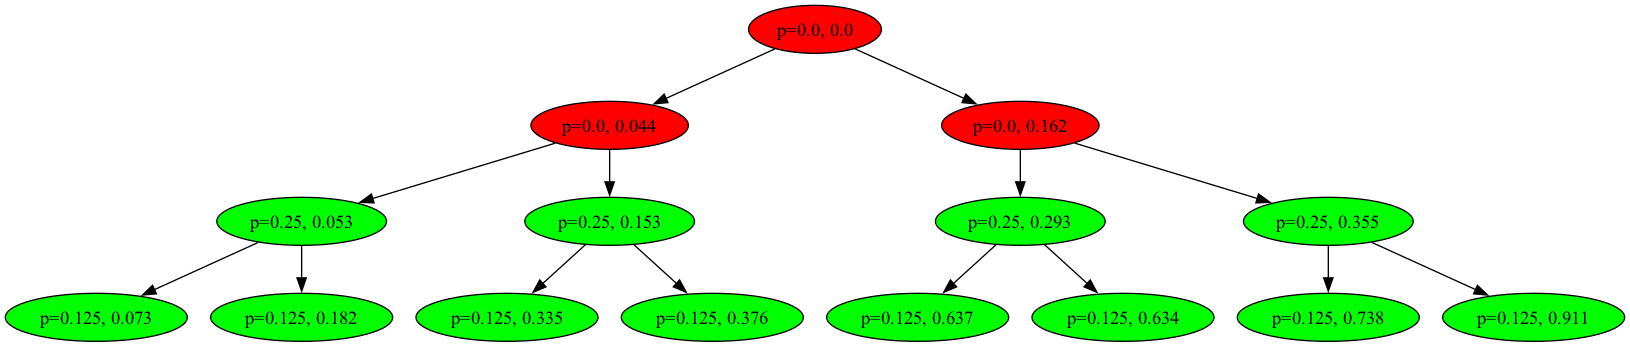 p=0.0, 0.0
p=0.0, 0.044
p=0.0, 0.162
p=0.25, 0.053
p=0.25, 0.153
p=0.25, 0.293
p=0.25, 0.355
p=0.125, 0.073
p=0.125, 0.182
p=0.125, 0.335
p=0.125, 0.376
p=0.125, 0.637
p=0.125, 0.634
p=0.125, 0.738
p=0.125, 0.911